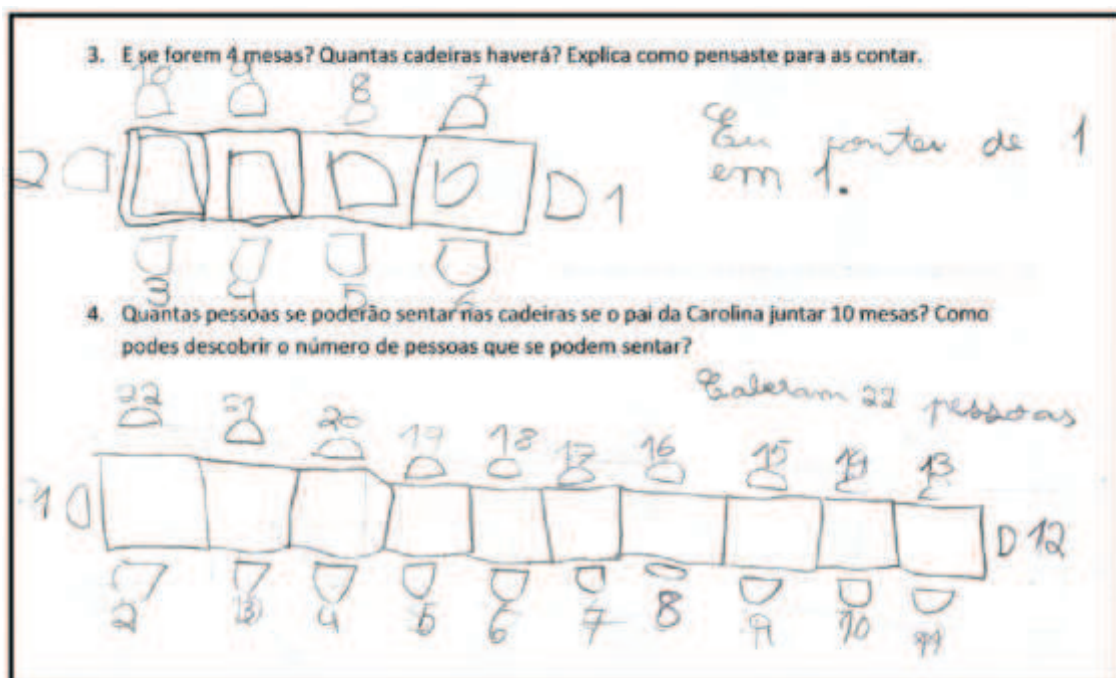 3. E se forem 4 mesas? Quantas cadeiras haverá? Explica como pensaste para as contar.
10 9 8 7
Eu contei de 1
em 1.
2 1
3 4 5 6
4. Quantas pessoas se poderão sentar nas cadeiras se o pai da Carolina juntar 10 mesas? Como
podes descobrir o número de pessoas que se podem sentar?
22 pessoas
22 21 20 19 18 17 16 15 14 13
1 12
2 3 4 5 6 7 8 9 10 11